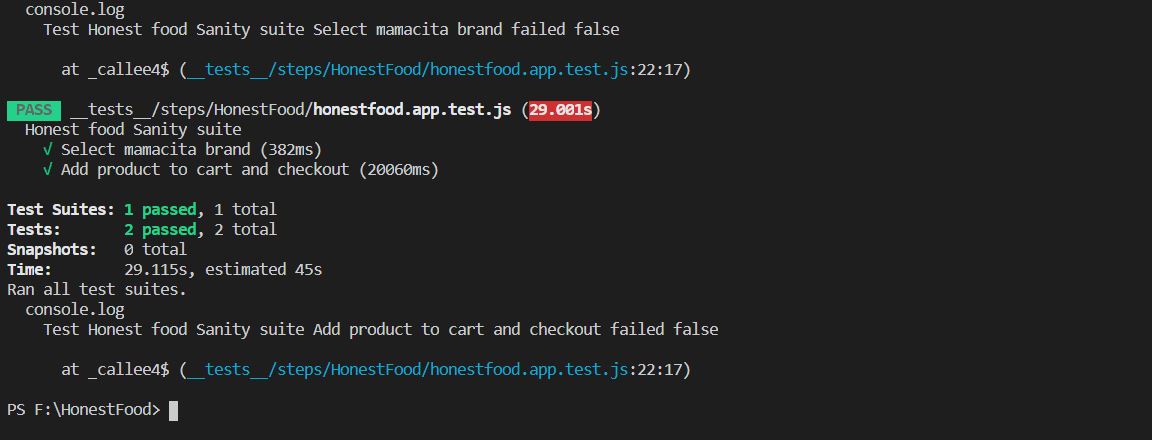 console.log
Test Honest food Sanity suite Select mamacita brand failed false
at _callee4$ (__tests__/steps/HonestFood/honestfood.app.test.js:22:17)
PASS __tests__/steps/HonestFood/honestfood.app.test.js (29.001s)
Honest food Sanity suite
√ Select mamacita brand (382ms)
√ Add product to cart and checkout (20060ms)
Test Suites: 1 passed, 1 total
Tests: 2 passed, 2 total
Snapshots: 0 total
Time: 29.115s, estimated 45s
Ran all test suites.
console.log
Test Honest food Sanity suite Add product to cart and checkout failed false
at _callee4$ (__tests__/steps/HonestFood/honestfood.app.test.js:22:17)
PS F:\HonestFood>